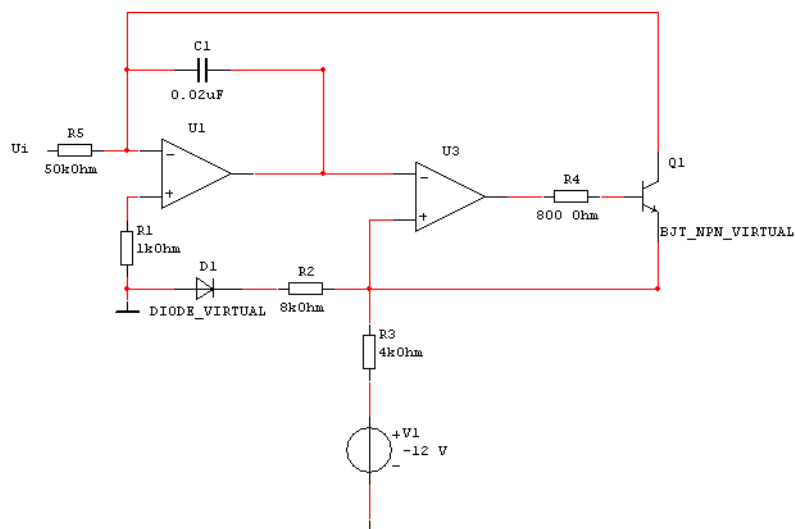 C1
0.02uF
Ui
R5
50kOhm
U1
U3
R4
800 Ohm
Q1
BJT_NPN_VIRTUAL
R1
1kOhm
D1
DIODE_VIRTUAL
R2
8kOhm
R3
4kOhm
V1
-12 V